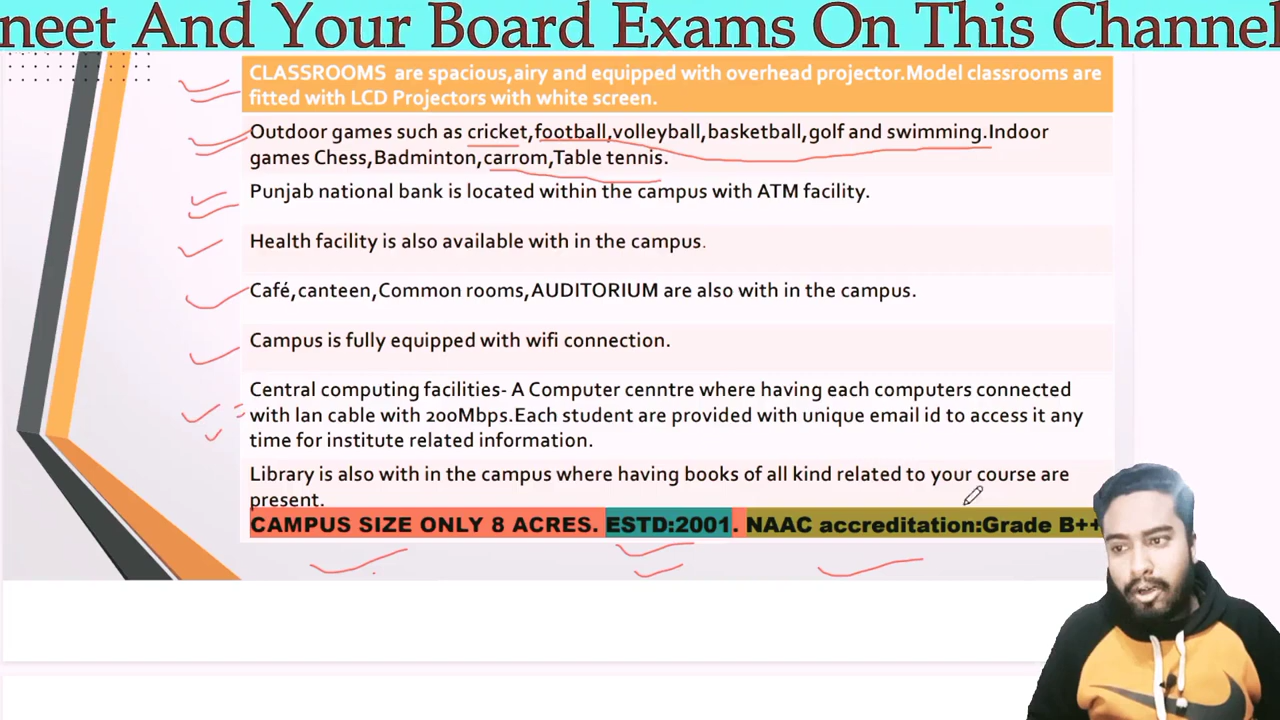 neet And Your Board Exams On This Channel
CLASSROOMS are spacious,airy and equipped with overhead projector.Model classrooms are
fitted with LCD Projectors with white screen.
Outdoor games such as cricket,football,volleyball,basketball,golf and swimming.Indoor
games Chess,Badminton,carrom,Table tennis.
Punjab national bank is located within the campus with ATM facility.
Health facility is also available with in the campus.
Café,canteen,Common rooms,AUDITORIUM are also with in the campus.
Campus is fully equipped with wifi connection.
Central computing facilities- A Computer cenntre where having each computers connected
with lan cable with 200Mbps.Each student are provided with unique email id to access it any
time for institute related information.
Library is also with in the campus where having books of all kind related to your course are
present.
CAMPUS SIZE ONLY 8 ACRES. ESTD:2001. NAAC accreditation:Grade B++